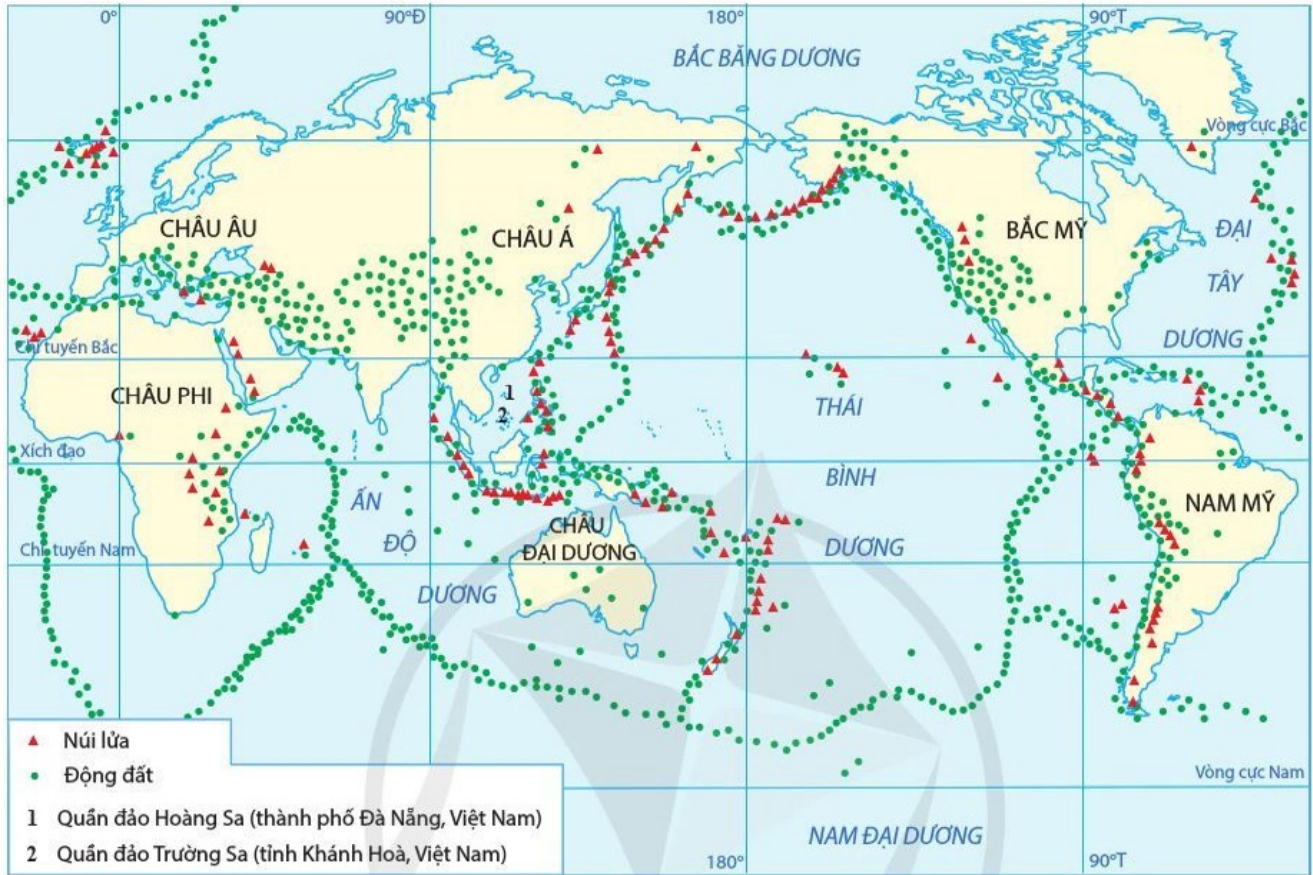 0°
90°Đ
180°
90°T
BẮC BĂNG DƯƠNG
Vòng cực Bắc
CHÂU ÂU
CHÂU Á
BẮC MỸ
ĐẠI
TÂY
DƯƠNG
Chí tuyến Bắc
CHÂU PHI
1
2
THÁI
BÌNH
DƯƠNG
Xích đạo
ẤN
ĐỘ
DƯƠNG
NAM MỸ
CHÂU
ĐẠI DƯƠNG
Chí tuyến Nam
Núi lửa
Động đất
1 Quần đảo Hoàng Sa (thành phố Đà Nẵng, Việt Nam)
2 Quần đảo Trường Sa (tỉnh Khánh Hoà, Việt Nam)
Vòng cực Nam
NAM ĐẠI DƯƠNG
180°
90°T